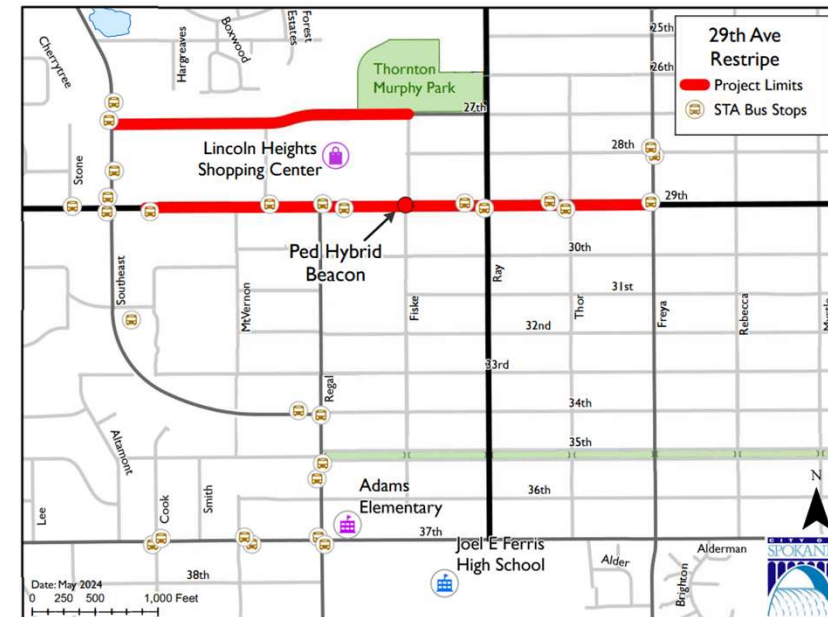 29th Ave
Restripe
Project Limits
STA Bus Stops
Cherrytree
Hargreaves
Boxwood
Forest
Estates
25th
26th
Thornton
Murphy Park
27th
28th
Lincoln Heights
Shopping Center
Stone
29th
Ped Hybrid
Beacon
30th
Southeast
McVernon
Fiske
Ray
31st
Thor
Freya
Rebecca
32nd
33rd
Regal
34th
Altamont
35th
Lee
Cook
Smith
Adams
Elementary
36th
N
37th
Joel E Ferris
High School
38th
Alder
Alderman
Brighton
CITY OF
SPOKANE
Date: May 2024
0 250 500 1,000 Feet